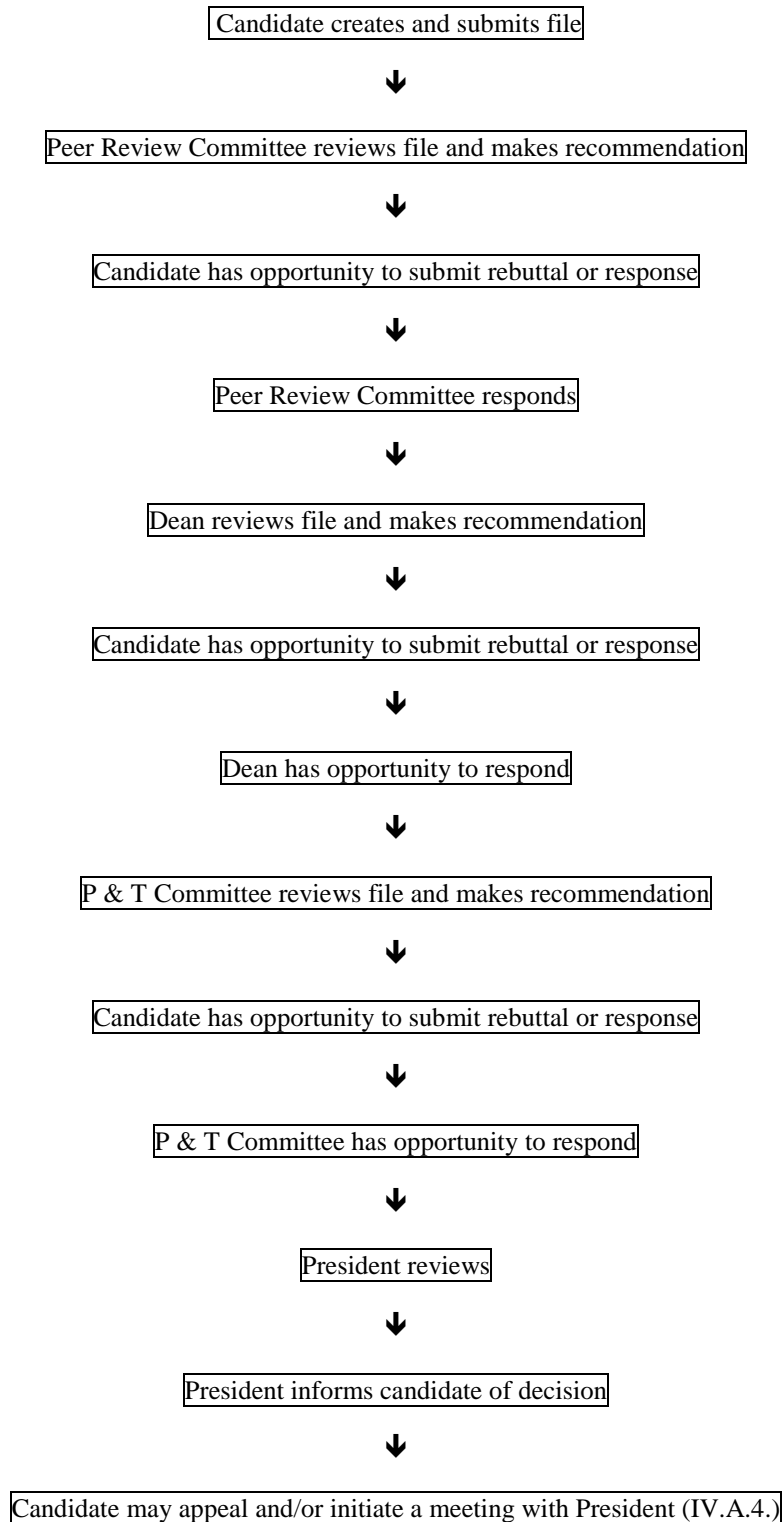 Candidate creates and submits file
Peer Review Committee reviews file and makes recommendation
Candidate has opportunity to submit rebuttal or response
Peer Review Committee responds
Dean reviews file and makes recommendation
Candidate has opportunity to submit rebuttal or response
Dean has opportunity to respond
P & T Committee reviews file and makes recommendation
Candidate has opportunity to submit rebuttal or response
P & T Committee has opportunity to respond
President reviews
President informs candidate of decision
Candidate may appeal and/or initiate a meeting with President (IV.A.4.)